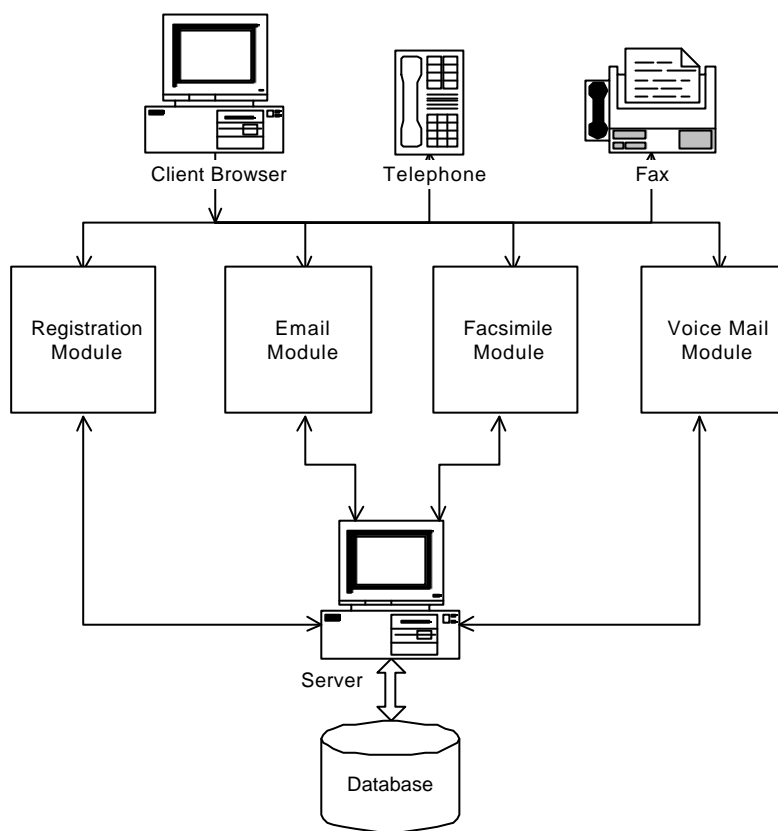 Client Browser
Telephone
Fax
Registration
Module
Email
Module
Facsimile
Module
Voice Mail
Module
Server
Database